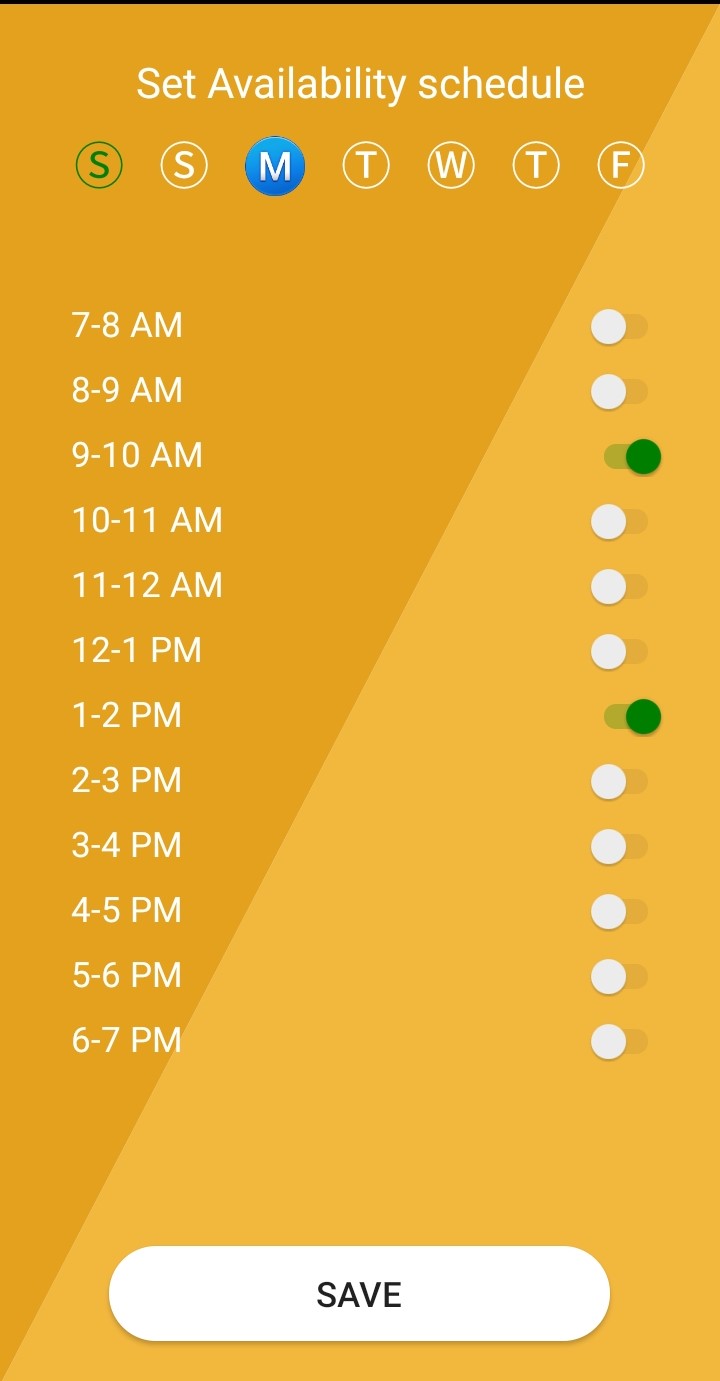 Set Availability schedule
S S M T W T F
7-8 AM
8-9 AM
9-10 AM
10-11 AM
11-12 AM
12-1 PM
1-2 PM
2-3 PM
3-4 PM
4-5 PM
5-6 PM
6-7 PM
SAVE